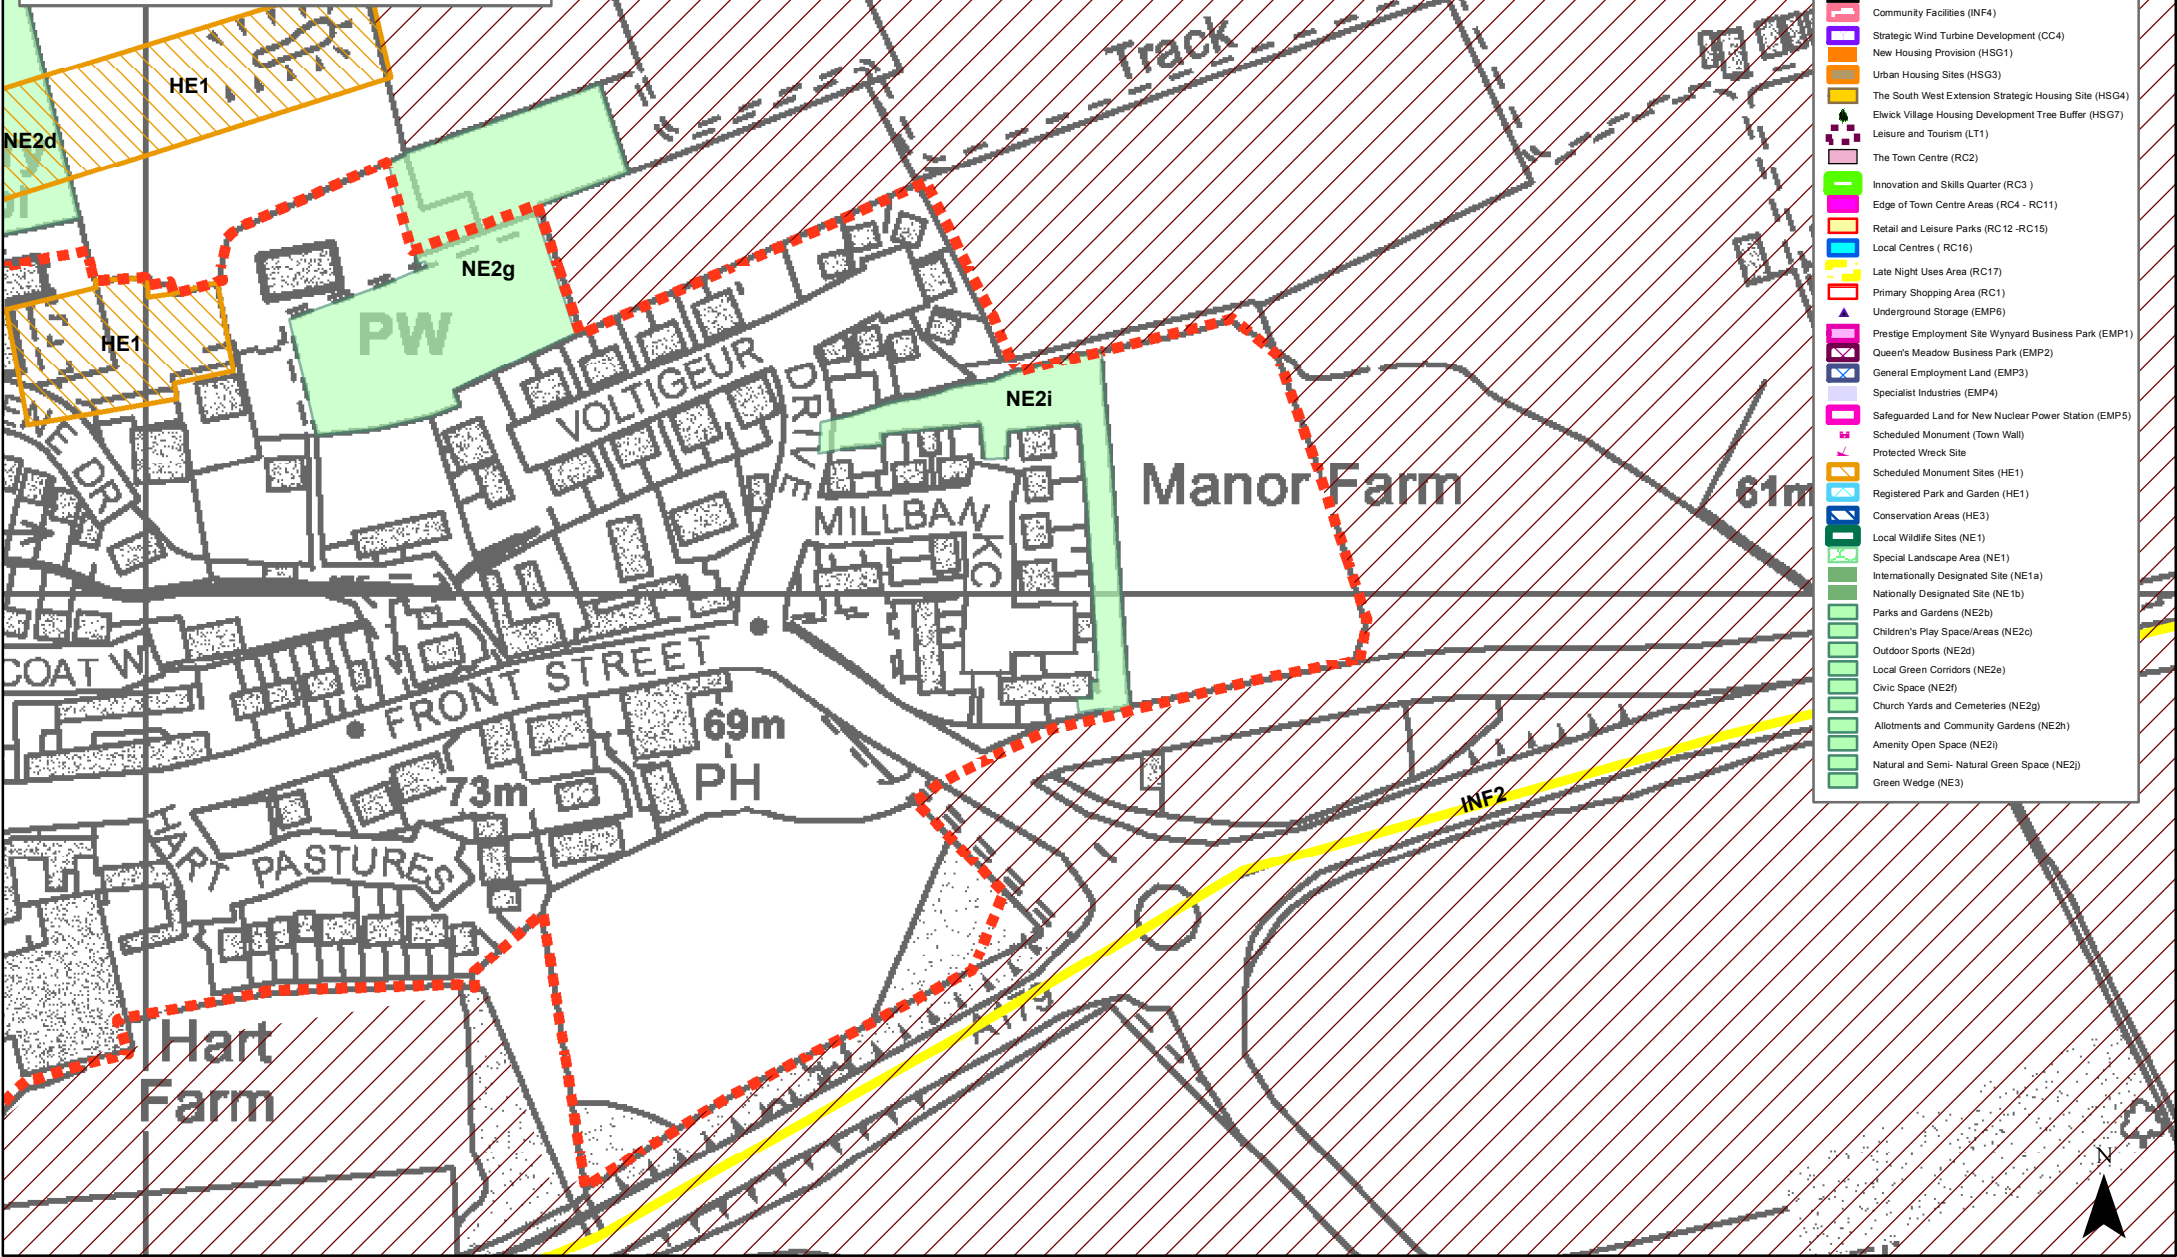 HE1
NE2d
Track
NE2g
PW
HE1
VOLTIGEUR
DRIVE
NE2i
Manor Farm
61m
MILLBAN
K C
NE DR
COAT W
FRONT STREET
69m
PH
73m
HART
PASTURES
INF2
Hart
Farm
Community Facilities (INF4)
Strategic Wind Turbine Development (CC4)
New Housing Provision (HSG1)
Urban Housing Sites (HSG3)
The South West Extension Strategic Housing Site (HSG4)
Elwick Village Housing Development Tree Buffer (HSG7)
Leisure and Tourism (LT1)
The Town Centre (RC2)
Innovation and Skills Quarter (RC3 )
Edge of Town Centre Areas (RC4 - RC11)
Retail and Leisure Parks (RC12 -RC15)
Local Centres ( RC16)
Late Night Uses Area (RC17)
Primary Shopping Area (RC1)
Underground Storage (EMP6)
Prestige Employment Site Wynyard Business Park (EMP1)
Queen's Meadow Business Park (EMP2)
General Employment Land (EMP3)
Specialist Industries (EMP4)
Safeguarded Land for New Nuclear Power Station (EMP5)
Scheduled Monument (Town Wall)
Protected Wreck Site
Scheduled Monument Sites (HE1)
Registered Park and Garden (HE1)
Conservation Areas (HE3)
Local Wildlife Sites (NE1)
Special Landscape Area (NE1)
Internationally Designated Site (NE1a)
Nationally Designated Site (NE1b)
Parks and Gardens (NE2b)
Children's Play Space/Areas (NE2c)
Outdoor Sports (NE2d)
Local Green Corridors (NE2e)
Civic Space (NE2f)
Church Yards and Cemeteries (NE2g)
Allotments and Community Gardens (NE2h)
Amenity Open Space (NE2i)
Natural and Semi- Natural Green Space (NE2j)
Green Wedge (NE3)
N